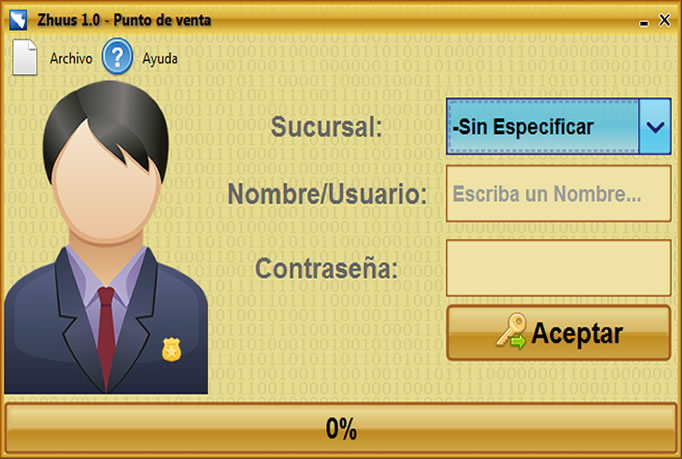 Zhuus 1.0 - Punto de venta
Archivo
?
Ayuda
Sucursal:
-Sin Especificar
Nombre/Usuario:
Escriba un Nombre...
Contraseña:
Aceptar
0%